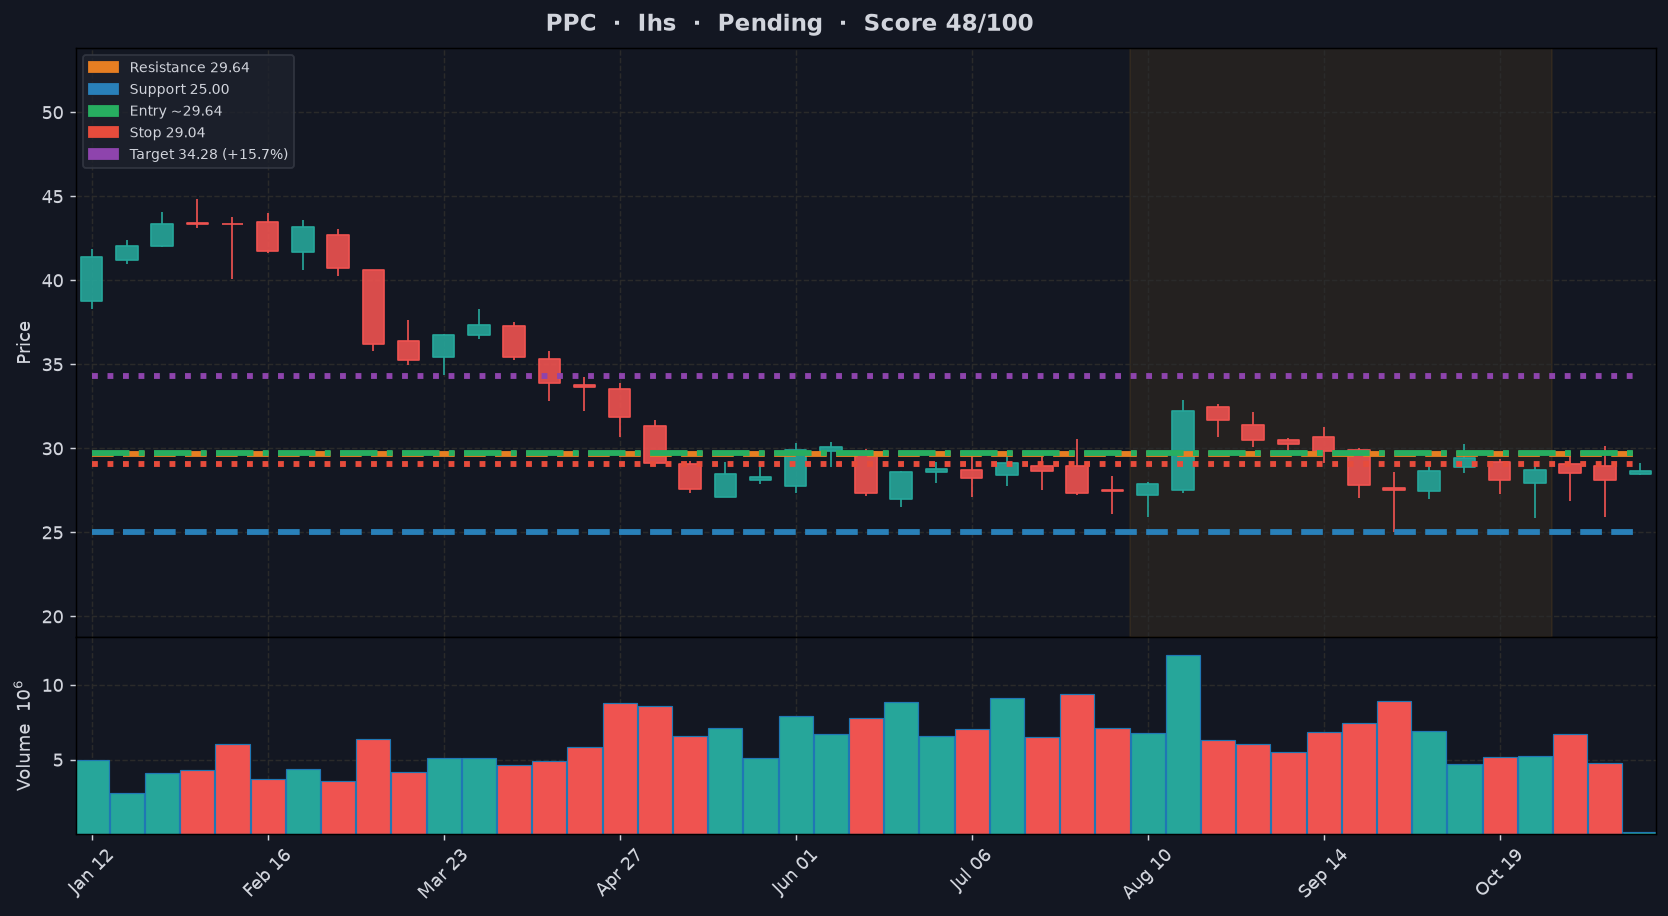 PPC · Ihs · Pending · Score 48/100
Resistance 29.64
Support 25.00
Entry ~29.64
Stop 29.04
Target 34.28 (+15.7%)
Price
50
45
40
35
30
25
20
Volume 10⁶
10
5
Jan 12
Feb 16
Mar 23
Apr 27
Jun 01
Jul 06
Aug 10
Sep 14
Oct 19